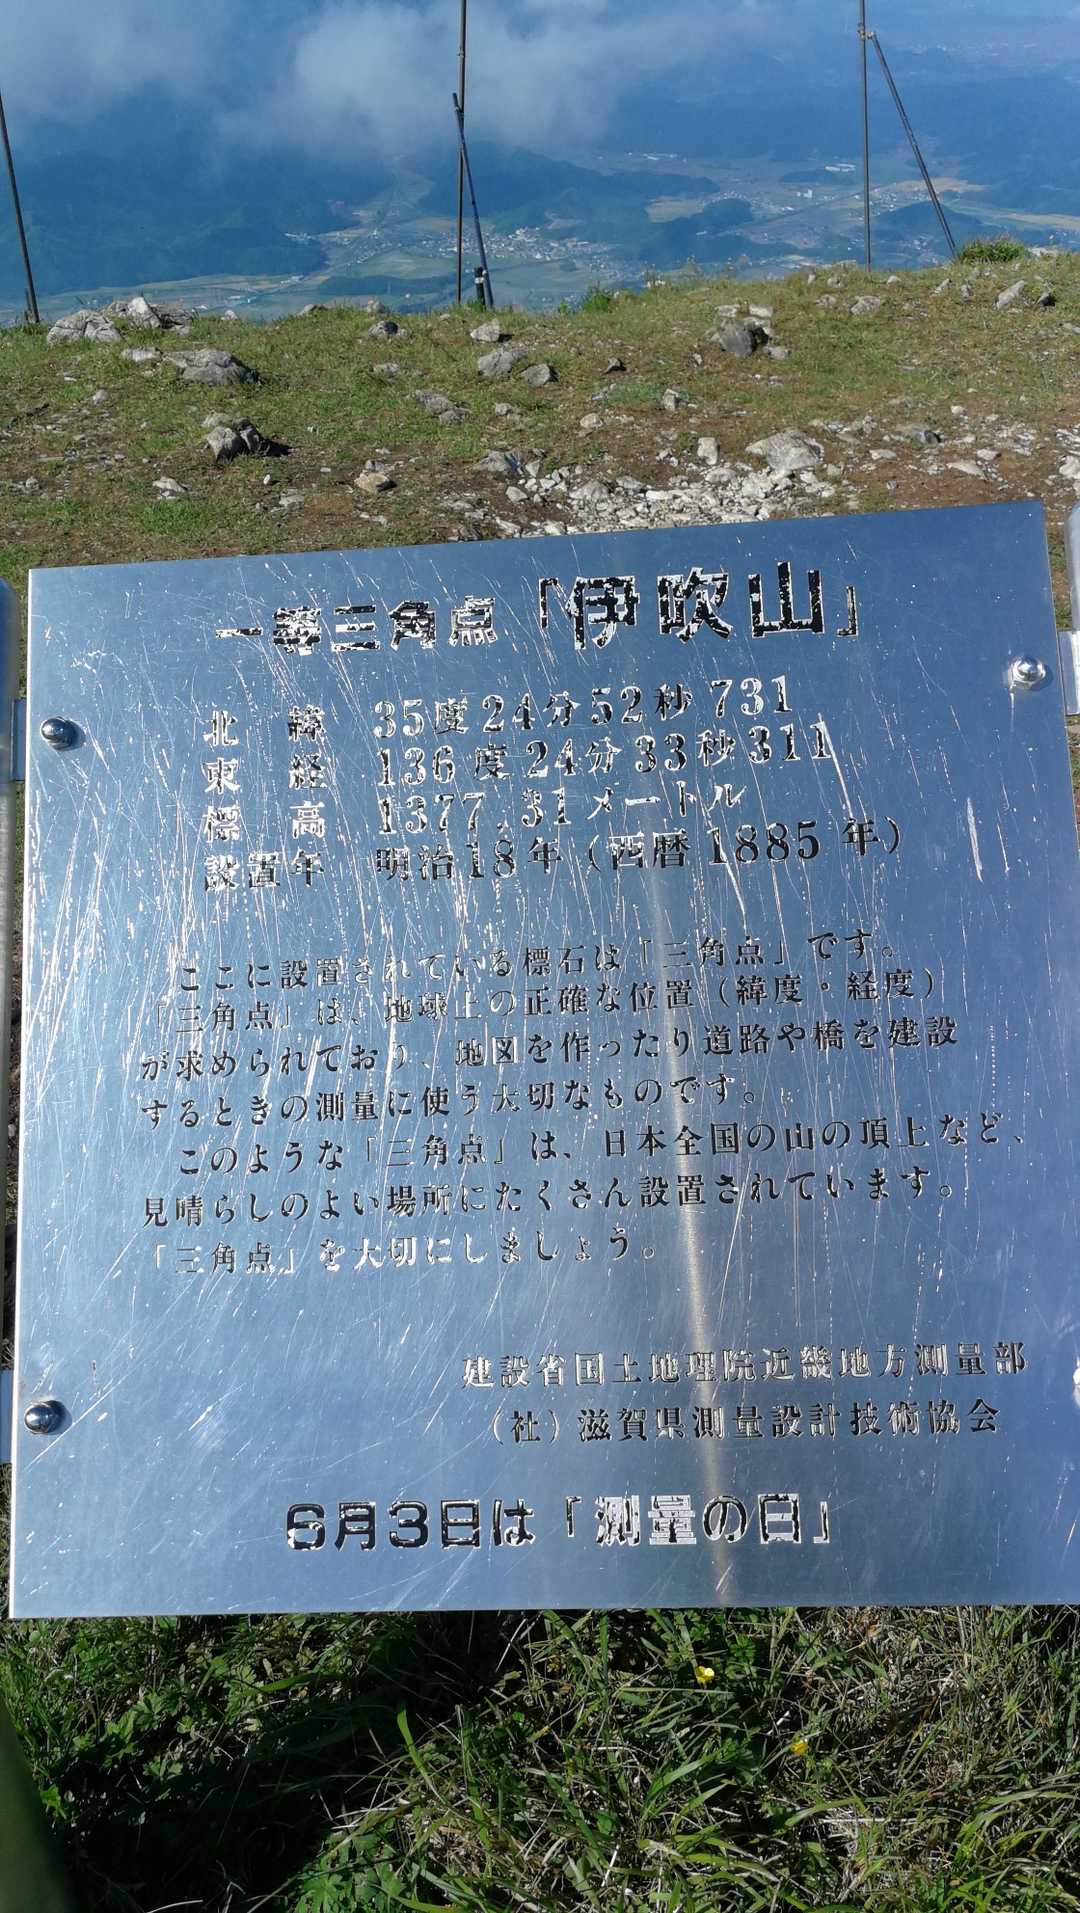 一等三角点「伊吹山」
北　緯　35度24分52秒731
東　経　136度24分33秒311
標　高　1377.31メートル
設置年　明治18年（西暦1885年）
ここに設置されている標石は「三角点」です。
「三角点」は、地球上の正確な位置（緯度・経度）
が求められており、地図を作ったり道路や橋を建設
するときの測量に使う大切なものです。
このような「三角点」は、日本全国の山の頂上など、
見晴らしのよい場所にたくさん設置されています。
「三角点」を大切にしましょう。
建設省国土地理院近畿地方測量部
（社）滋賀県測量設計技術協会
6月3日は「測量の日」